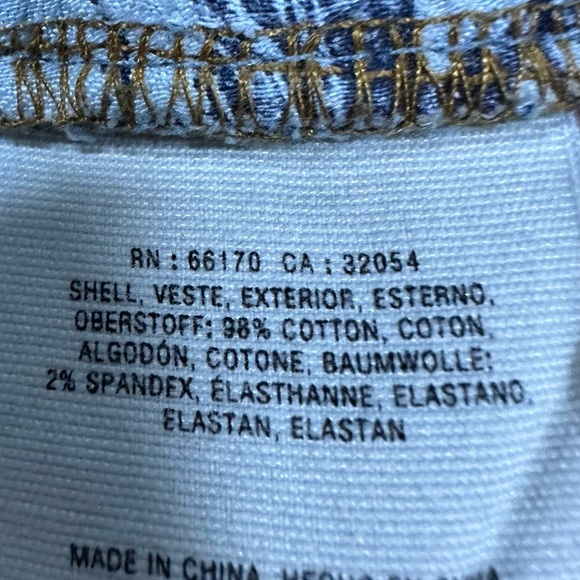 RN : 66170 CA : 32054
SHELL, VESTE, EXTERIOR, ESTERNO,
OBERSTOFF: 98% COTTON, COTON,
ALGODÓN, COTONE, BAUMWOLLE;
2% SPANDEX, ÉLASTHANNE, ELASTANO,
ELASTAN, ELASTAN
MADE IN CHINA, HECHO